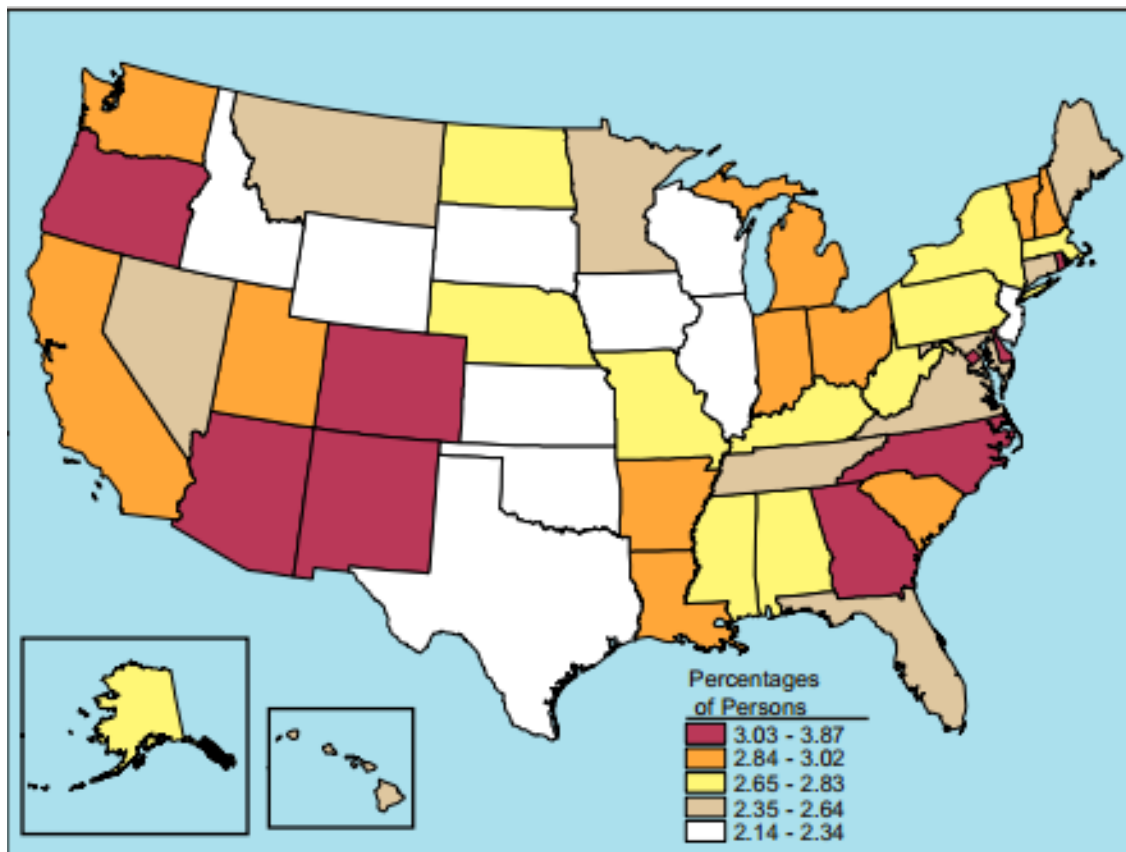 Percentages
of Persons
3.03 - 3.87
2.84 - 3.02
2.65 - 2.83
2.35 - 2.64
2.14 - 2.34